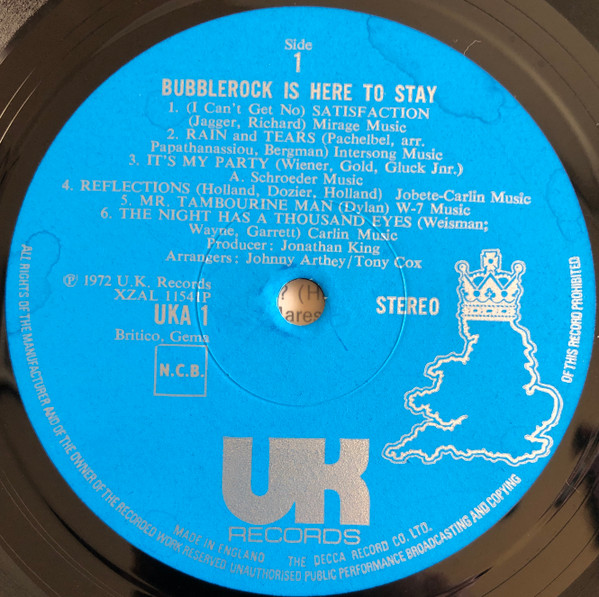 Side
1
BUBBLEROCK IS HERE TO STAY
1. (I Can't Get No) SATISFACTION
(Jagger, Richard) Mirage Music
2. RAIN and TEARS (Pachelbel, arr.
Papathanassiou, Bergman) Intersong Music
3. IT'S MY PARTY (Wiener, Gold, Gluck Jnr.)
A. Schroeder Music
4. REFLECTIONS (Holland, Dozier, Holland) Jobete-Carlin Music
5. MR. TAMBOURINE MAN (Dylan) W-7 Music
6. THE NIGHT HAS A THOUSAND EYES (Weisman;
Wayne, Garrett) Carlin Music
Producer: Jonathan King
Arrangers: Johnny Arthey/Tony Cox
℗ 1972 U.K. Records
XZAL 11541P
UKA 1
Britico, Gema
N.C.B.
STEREO
UK
RECORDS
MADE IN ENGLAND THE DECCA RECORD CO. LTD.
ALL RIGHTS OF THE MANUFACTURER AND OF THE OWNER OF THE RECORDED WORK RESERVED UNAUTHORISED PUBLIC PERFORMANCE BROADCASTING AND COPYING OF THIS RECORD PROHIBITED